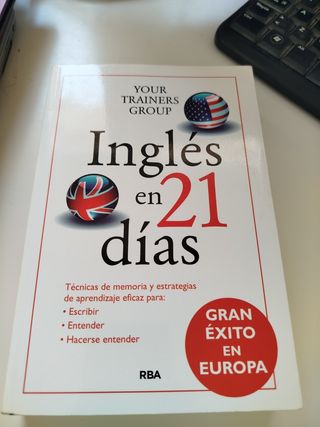 YOUR
TRAINERS
GROUP
Inglés
en 21
días
Técnicas de memoria y estrategias
de aprendizaje eficaz para:
• Escribir
• Entender
• Hacerse entender
GRAN
ÉXITO
EN
EUROPA
RBA